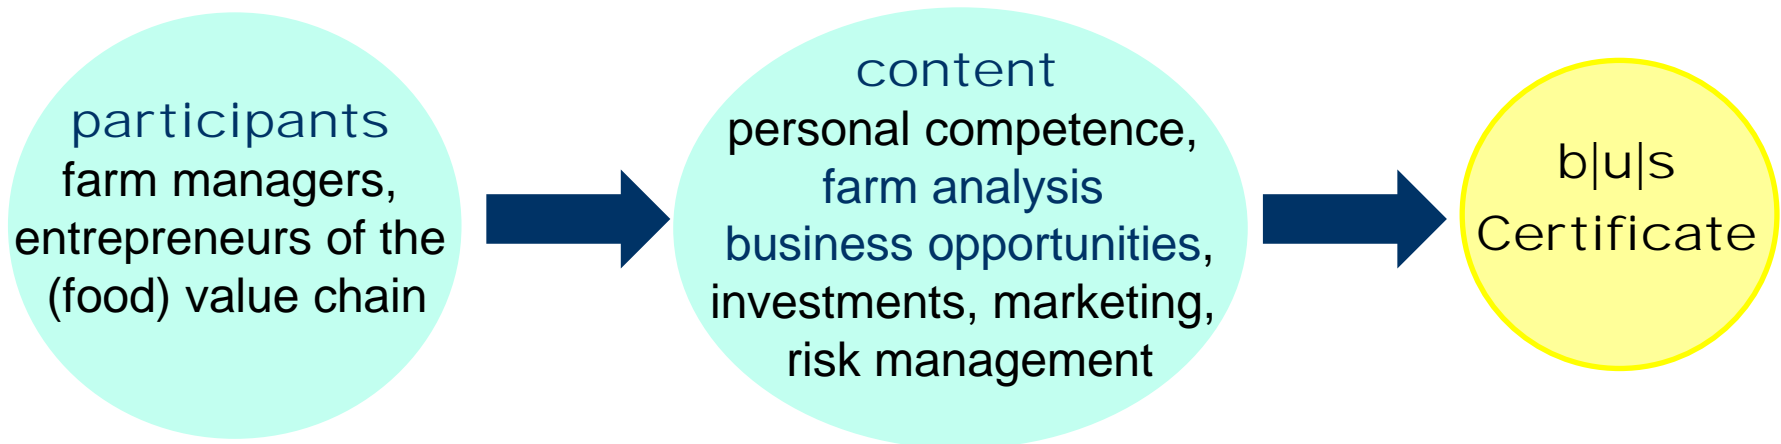 participants
farm managers,
entrepreneurs of the
(food) value chain
content
personal competence,
farm analysis
business opportunities,
investments, marketing,
risk management
b|u|s
Certificate